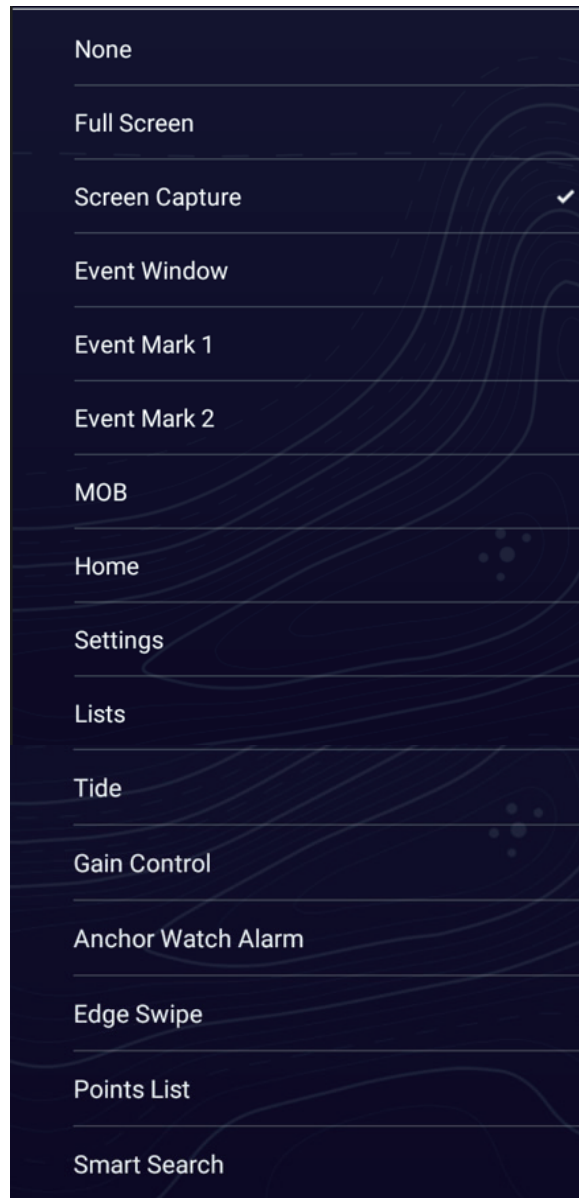 None
Full Screen
Screen Capture
Event Window
Event Mark 1
Event Mark 2
MOB
Home
Settings
Lists
Tide
Gain Control
Anchor Watch Alarm
Edge Swipe
Points List
Smart Search